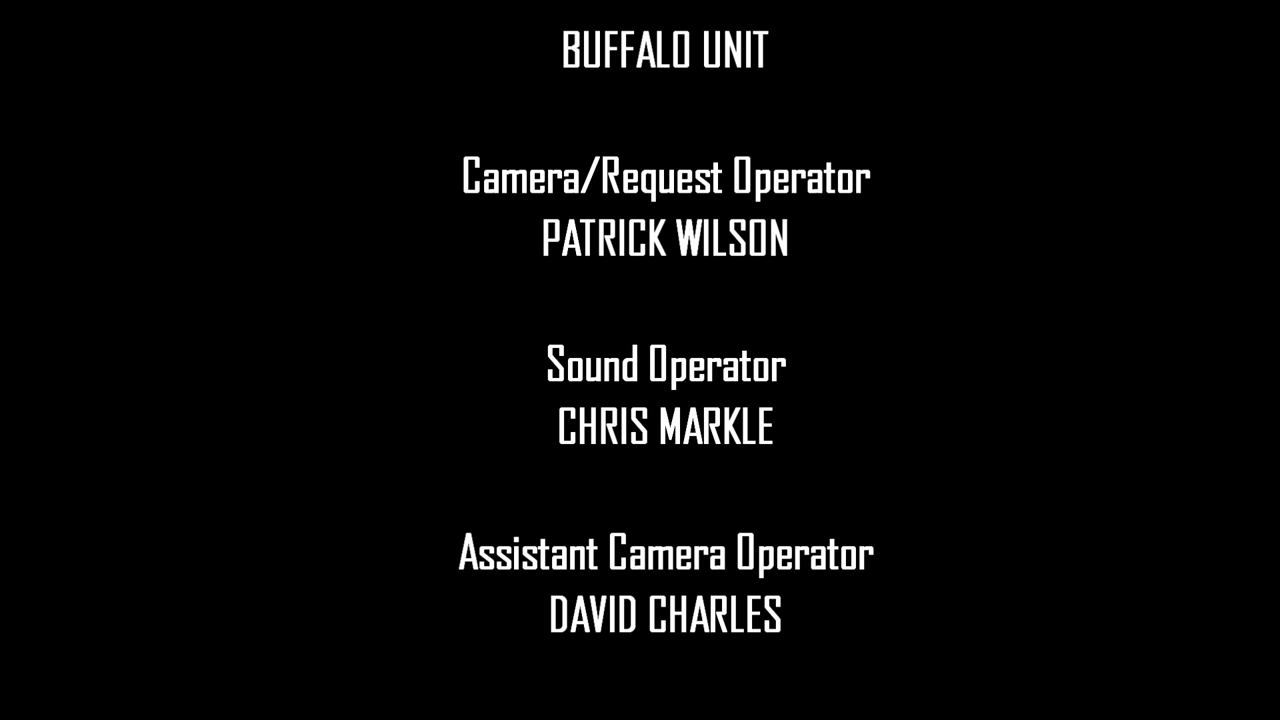 BUFFALO UNIT
Camera/Request Operator
PATRICK WILSON
Sound Operator
CHRIS MARKLE
Assistant Camera Operator
DAVID CHARLES